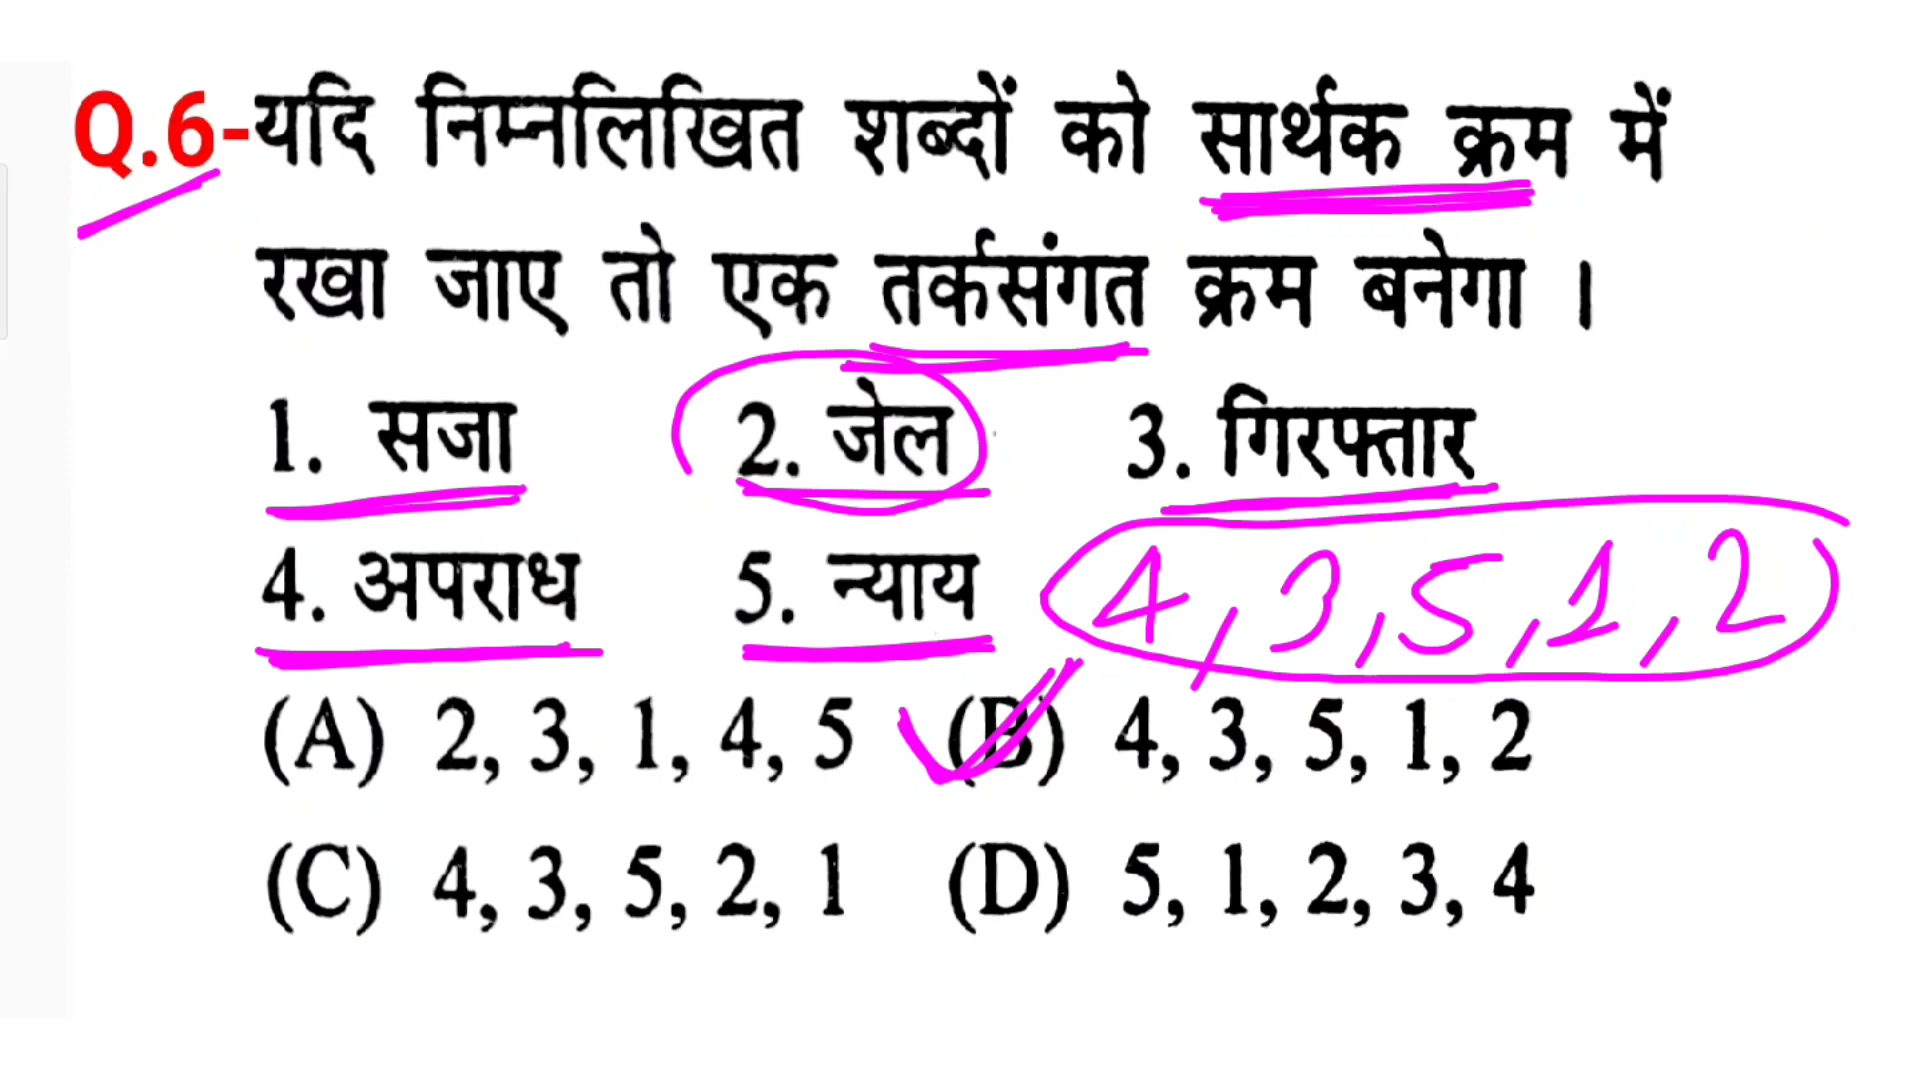 Q.6-यदि निम्नलिखित शब्दों को सार्थक क्रम में
रखा जाए तो एक तर्कसंगत क्रम बनेगा ।
1. सजा 2. जेल 3. गिरफ्तार
4. अपराध 5. न्याय 4, 3, 5, 1, 2
(A) 2, 3, 1, 4, 5 (B) 4, 3, 5, 1, 2
(C) 4, 3, 5, 2, 1 (D) 5, 1, 2, 3, 4